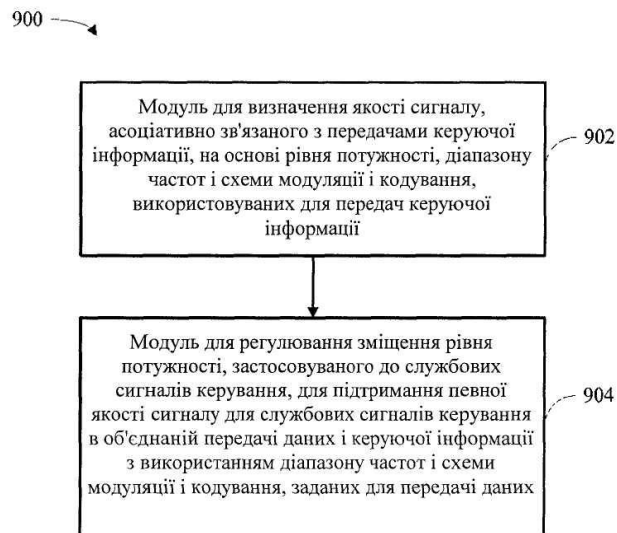 900
Модуль для визначення якості сигналу,
асоціативно зв'язаного з передачами керуючої
інформації, на основі рівня потужності, діапазону
частот і схеми модуляції і кодування,
використовуваних для передач керуючої
інформації
902
Модуль для регулювання зміщення рівня
потужності, застосовуваного до службових
сигналів керування, для підтримання певної
якості сигналу для службових сигналів керування
в об'єднаній передачі даних і керуючої інформації
з використанням діапазону частот і схеми
модуляції і кодування, заданих для передачі даних
904